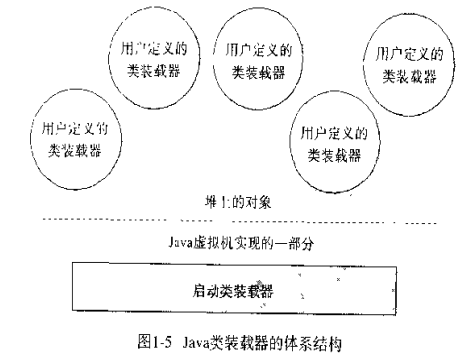 用户定义的
类装载器
用户定义的
类装载器
用户定义的
类装载器
用户定义的
类装载器
用户定义的
类装载器
堆上的对象
Java虚拟机实现的一部分
启动类装载器
图1-5 Java类装载器的体系结构